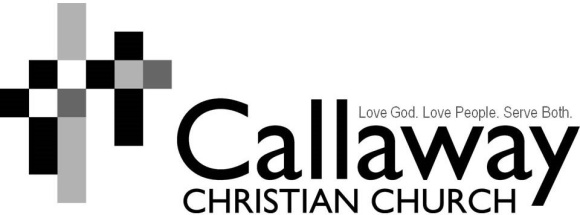 Love God. Love People. Serve Both.
Callaway
CHRISTIAN CHURCH